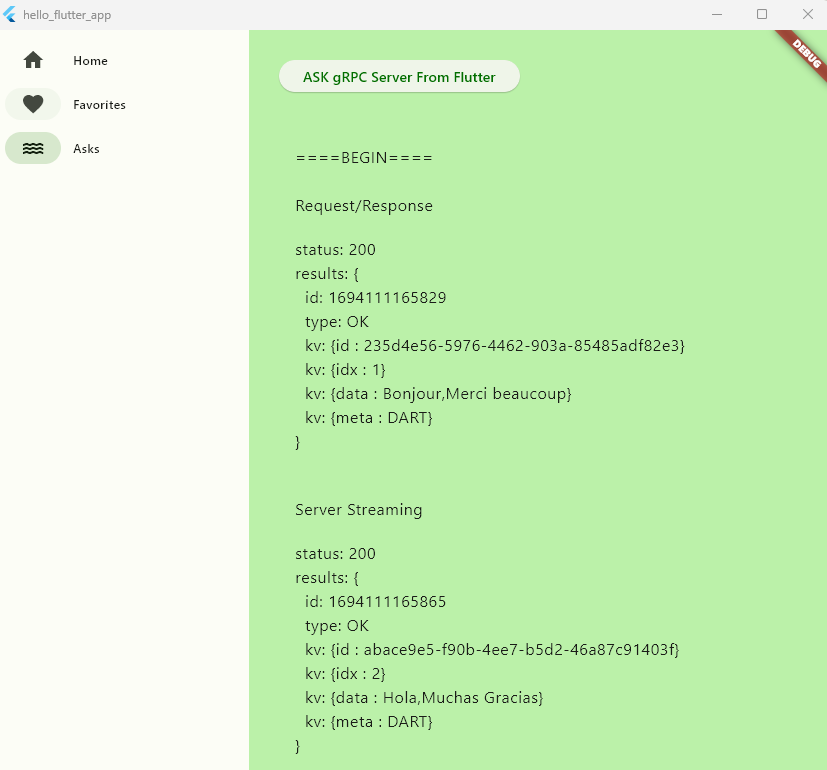 hello_flutter_app
DEBUG
Home
Favorites
Asks
ASK gRPC Server From Flutter
====BEGIN====
Request/Response
status: 200
results: {
id: 1694111165829
type: OK
kv: {id : 235d4e56-5976-4462-903a-85485adf82e3}
kv: {idx : 1}
kv: {data : Bonjour,Merci beaucoup}
kv: {meta : DART}
}
Server Streaming
status: 200
results: {
id: 1694111165865
type: OK
kv: {id : abace9e5-f90b-4ee7-b5d2-46a87c91403f}
kv: {idx : 2}
kv: {data : Hola,Muchas Gracias}
kv: {meta : DART}
}